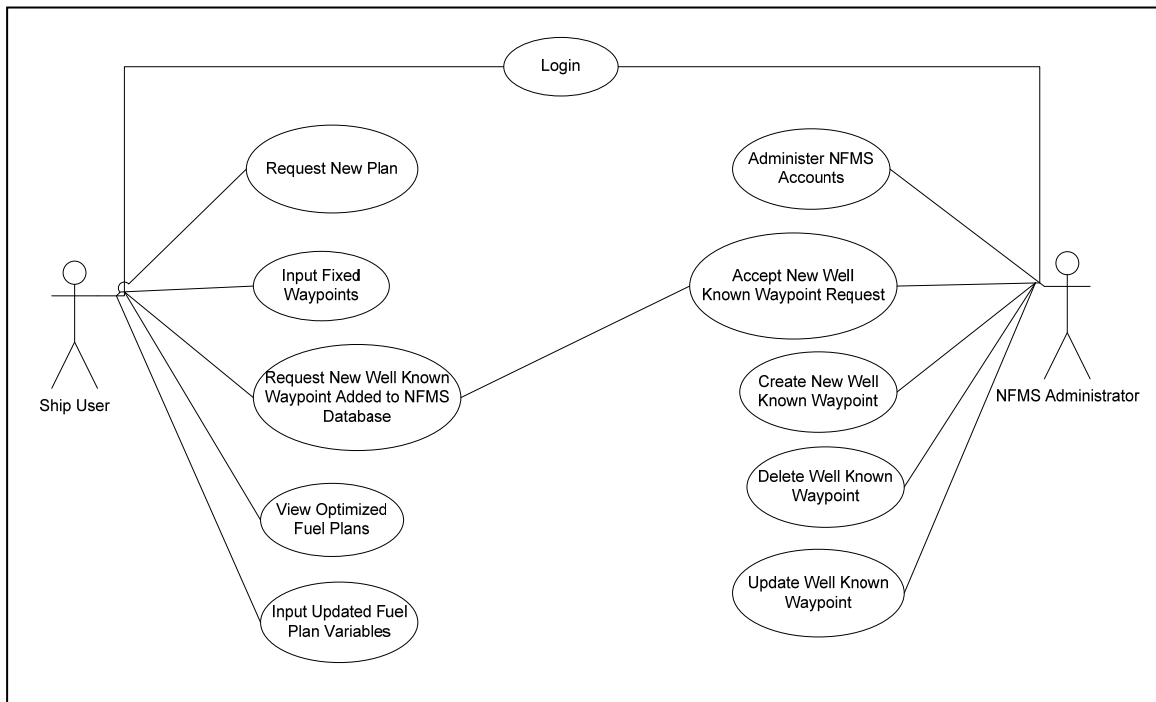 Login
Request New Plan
Input Fixed
Waypoints
Request New Well Known
Waypoint Added to NFMS
Database
View Optimized
Fuel Plans
Input Updated Fuel
Plan Variables
Ship User
Administer NFMS
Accounts
Accept New Well
Known Waypoint Request
Create New Well
Known Waypoint
Delete Well Known
Waypoint
Update Well Known
Waypoint
NFMS Administrator